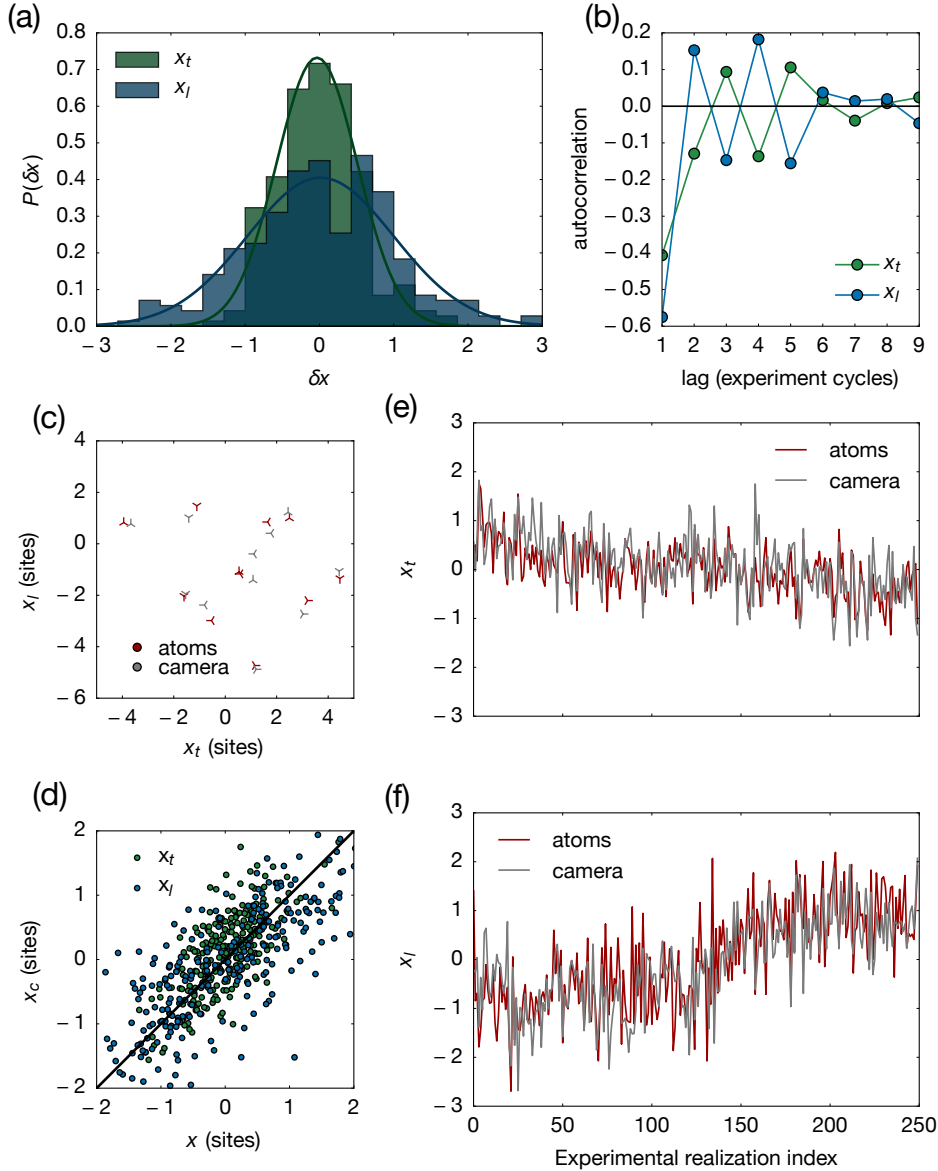 (a)
0.8
0.7
0.6
0.5
0.4
0.3
0.2
0.1
0.0
P(δx)
x_t
x_l
− 3
− 2
− 1
0
1
2
3
δx
(b)
0.2
0.1
0.0
− 0.1
− 0.2
− 0.3
− 0.4
− 0.5
− 0.6
autocorrelation
x_t
x_l
1 2 3 4 5 6 7 8 9
lag (experiment cycles)
(c)
4
2
0
− 2
− 4
− 6
x_l (sites)
atoms
camera
− 4
− 2
0
2
4
x_t (sites)
(e)
3
2
1
0
− 1
− 2
− 3
x_t
atoms
camera
(d)
2
1
0
− 1
− 2
x_c (sites)
x_t
x_l
− 2
− 1
0
1
2
x (sites)
(f)
3
2
1
0
− 1
− 2
− 3
x_l
atoms
camera
0
50
100
150
200
250
Experimental realization index